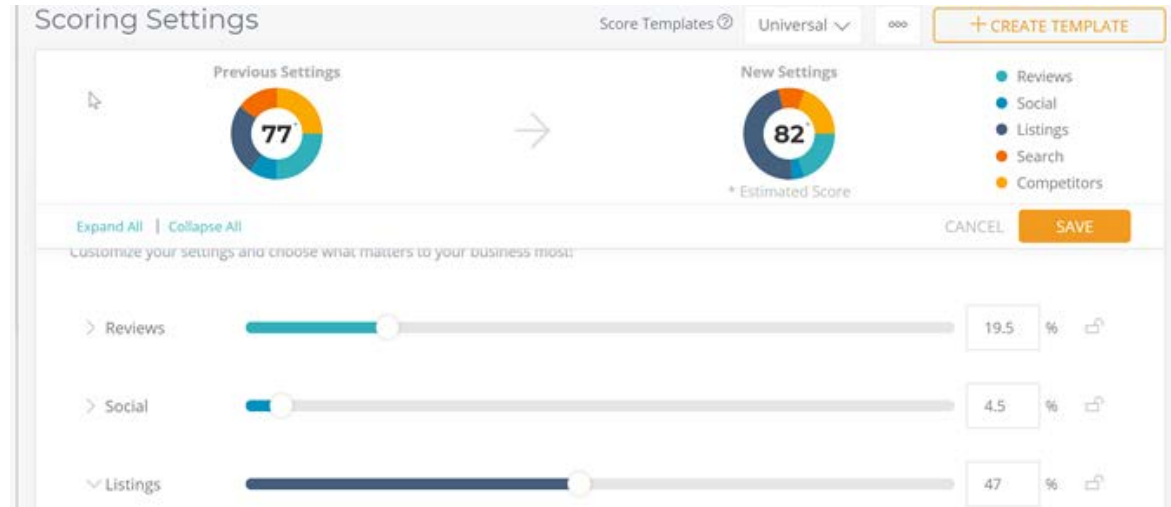 Scoring Settings
Score Templates ? Universal ooo + CREATE TEMPLATE
Previous Settings
77*
New Settings
82*
* Estimated Score
Reviews
Social
Listings
Search
Competitors
Expand All | Collapse All
CANCEL SAVE
Customize your settings and choose what matters to your business most!
Reviews 19.5 %
Social 4.5 %
Listings 47 %